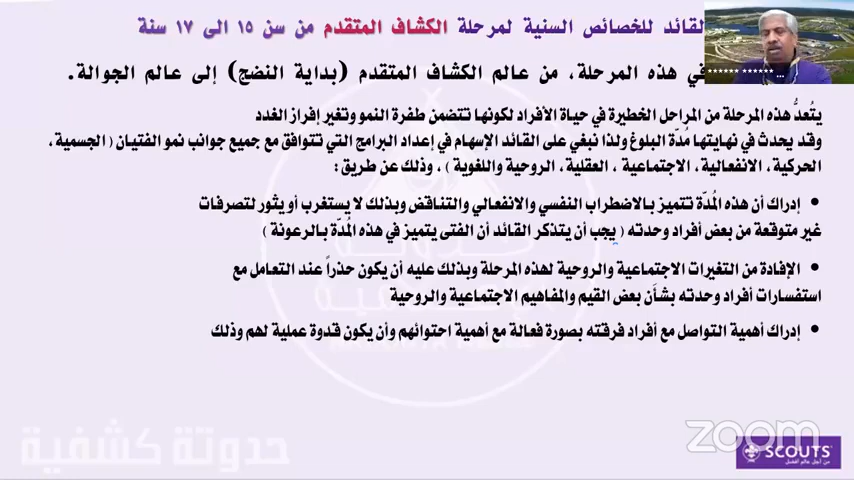 القائد للخصائص السنية لمرحلة الكشاف المتقدم من سن ١٥ الى ١٧ سنة
في هذه المرحلة، من عالم الكشاف المتقدم (بداية النضج) إلى عالم الجوالة.
يتُعدُّ هذه المرحلة من المراحل الخطيرة في حياة الأفراد لكونها تتضمن طفرة النمو وتغير إفراز الغدد
وقد يحدث في نهايتها مُدّة البلوغ ولذا نبغي على القائد الإسهام في إعداد البرامج التي تتوافق مع جميع جوانب نمو الفتيان ( الجسمية ،
الحركية، الانفعالية، الاجتماعية ، العقلية، الروحية واللغوية ) ، وذلك عن طريق :
• إدراك أن هذه المُدّة تتميز بالاضطراب النفسي والانفعالي والتناقض وبذلك لا يستغرب أو يثور لتصرفات
غير متوقعة من بعض أفراد وحدته ( يجب أن يتذكر القائد أن الفتى يتميز في هذه المُدّة بالرعونة )
• الإفادة من التغيرات الاجتماعية والروحية لهذه المرحلة وبذلك عليه أن يكون حذراً عند التعامل مع
استفسارات أفراد وحدته بشأن بعض القيم والمفاهيم الاجتماعية والروحية
• إدراك أهمية التواصل مع أفراد فرقته بصورة فعالة مع أهمية احتوائهم وأن يكون قدوة عملية لهم وذلك
حدوتة كشفية
zoom
SCOUTS
من أجل عالم أفضل